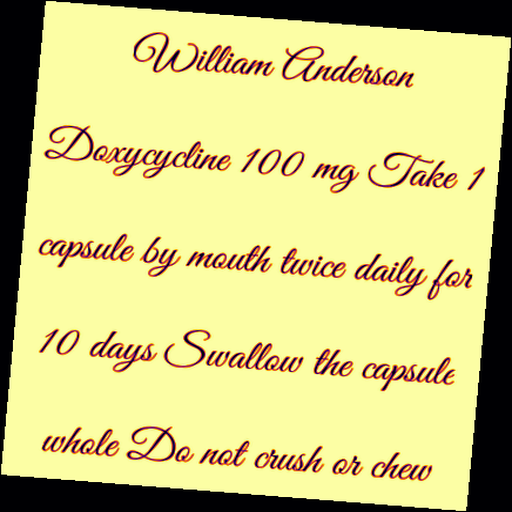 William Anderson
Doxycycline 100 mg Take 1
capsule by mouth twice daily for
10 days Swallow the capsule
whole Do not crush or chew